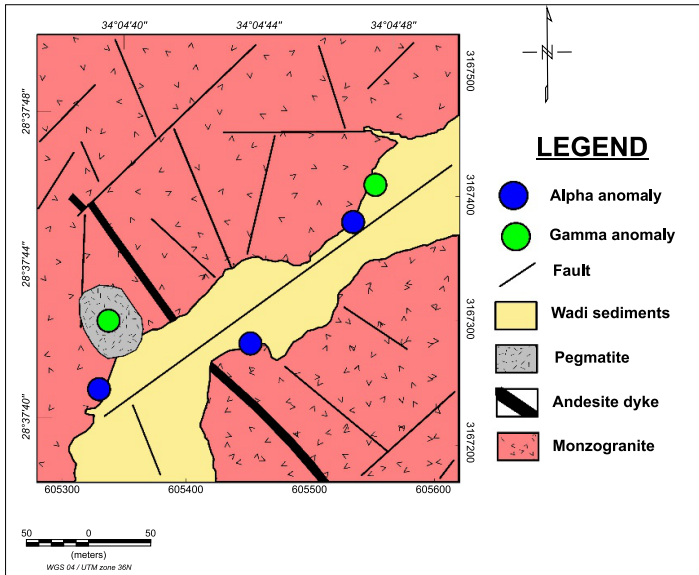 34°04'40" 34°04'44" 34°04'48"
28°37'48"
28°37'44"
28°37'40"
3167500
3167400
3167300
3167200
605300 605400 605500 605600
N
LEGEND
Alpha anomaly
Gamma anomaly
Fault
Wadi sediments
Pegmatite
Andesite dyke
Monzogranite
50 0 50
(meters)
WGS 04 / UTM zone 36N